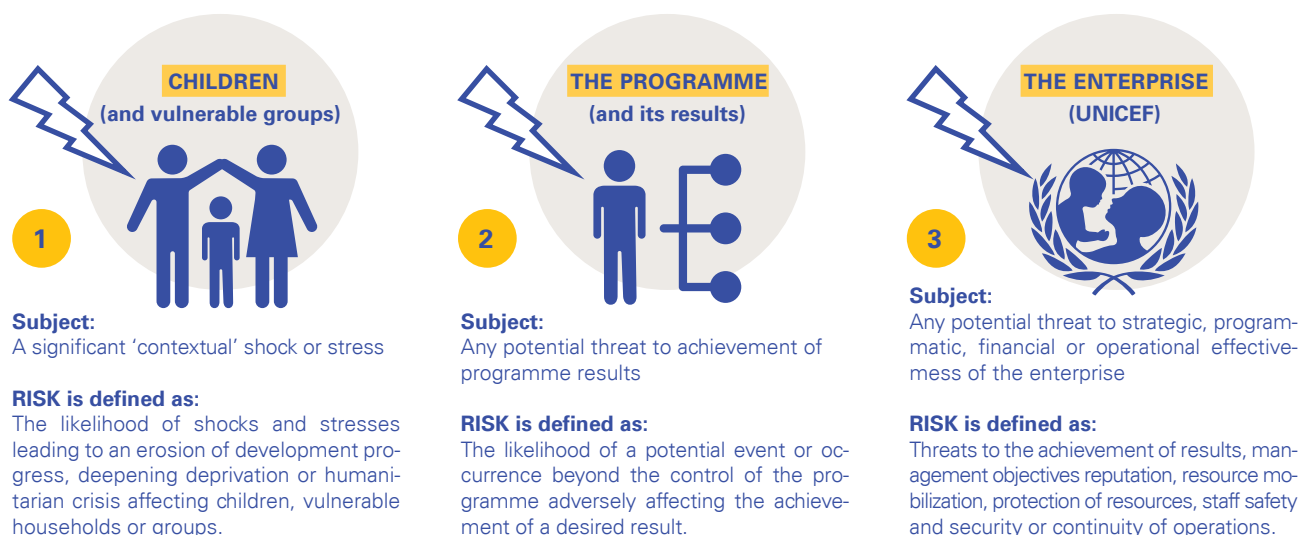 CHILDREN
(and vulnerable groups)
1
Subject:
A significant ‘contextual’ shock or stress
RISK is defined as:
The likelihood of shocks and stresses
leading to an erosion of development pro-
gress, deepening deprivation or humani-
tarian crisis affecting children, vulnerable
households or groups.
THE PROGRAMME
(and its results)
2
Subject:
Any potential threat to achievement of
programme results
RISK is defined as:
The likelihood of a potential event or oc-
currence beyond the control of the pro-
gramme adversely affecting the achieve-
ment of a desired result.
THE ENTERPRISE
(UNICEF)
3
Subject:
Any potential threat to strategic, program-
matic, financial or operational effective-
mess of the enterprise
RISK is defined as:
Threats to the achievement of results, man-
agement objectives reputation, resource mo-
bilization, protection of resources, staff safety
and security or continuity of operations.